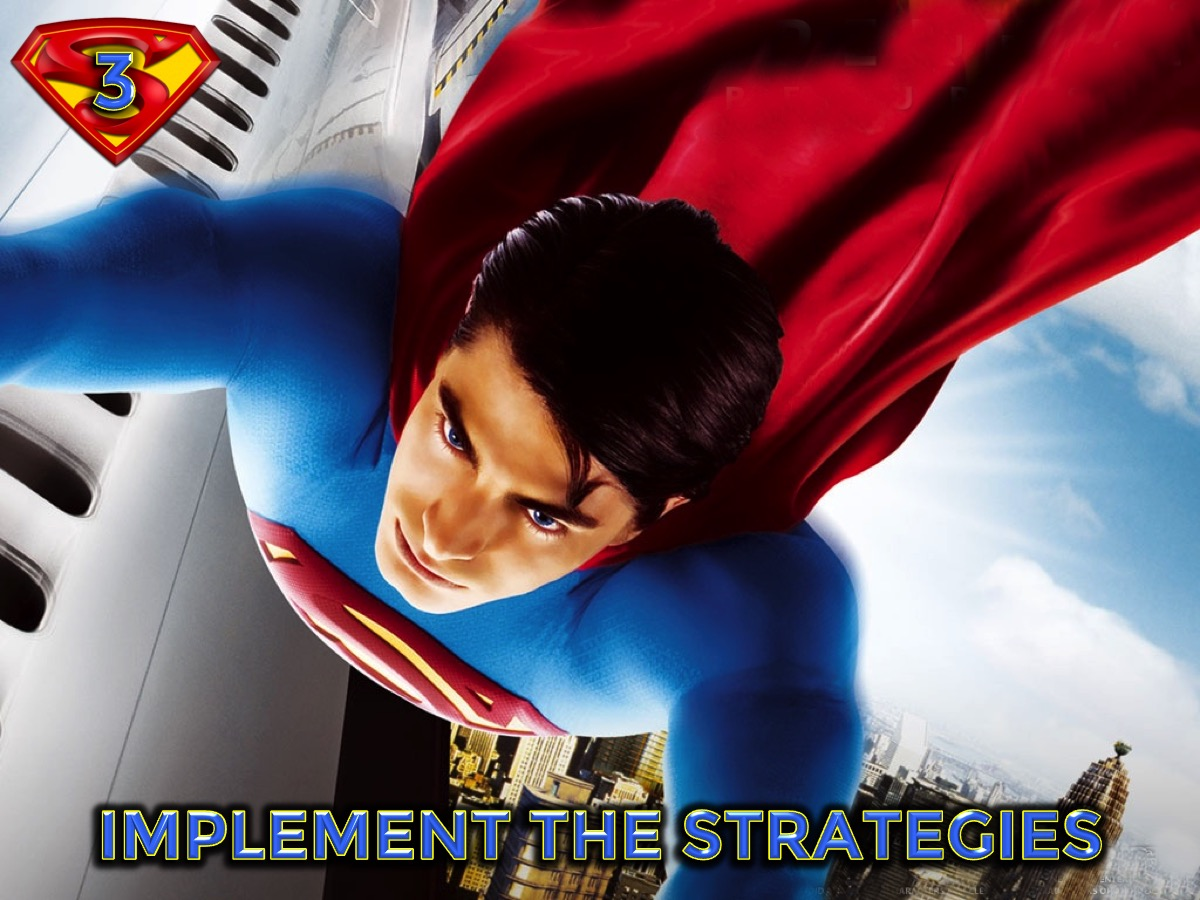 3
IMPLEMENT THE STRATEGIES